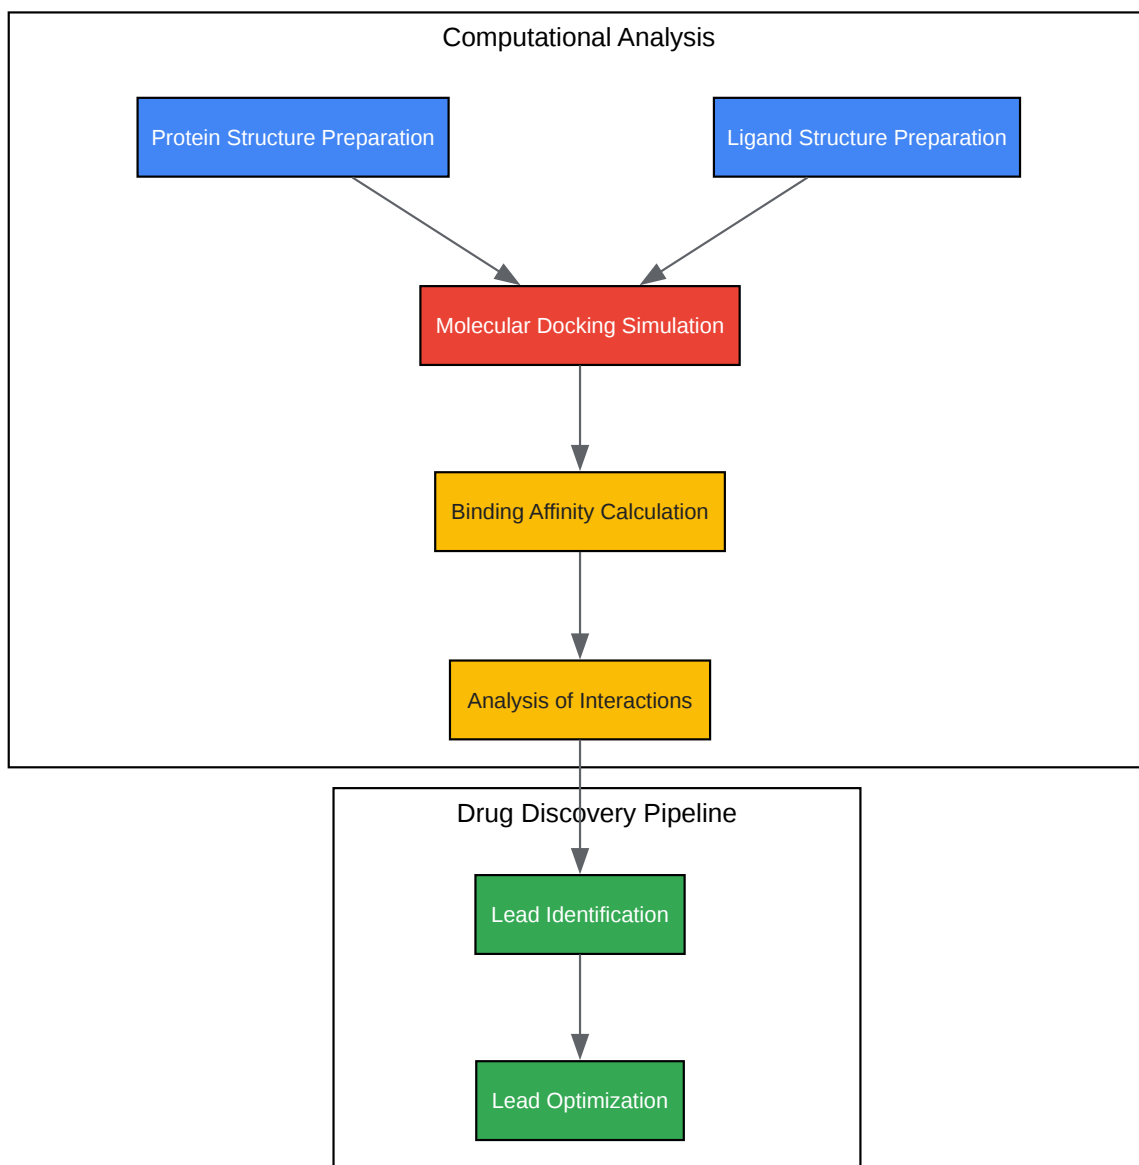 Computational Analysis
Protein Structure Preparation
Ligand Structure Preparation
Molecular Docking Simulation
Binding Affinity Calculation
Analysis of Interactions
Drug Discovery Pipeline
Lead Identification
Lead Optimization